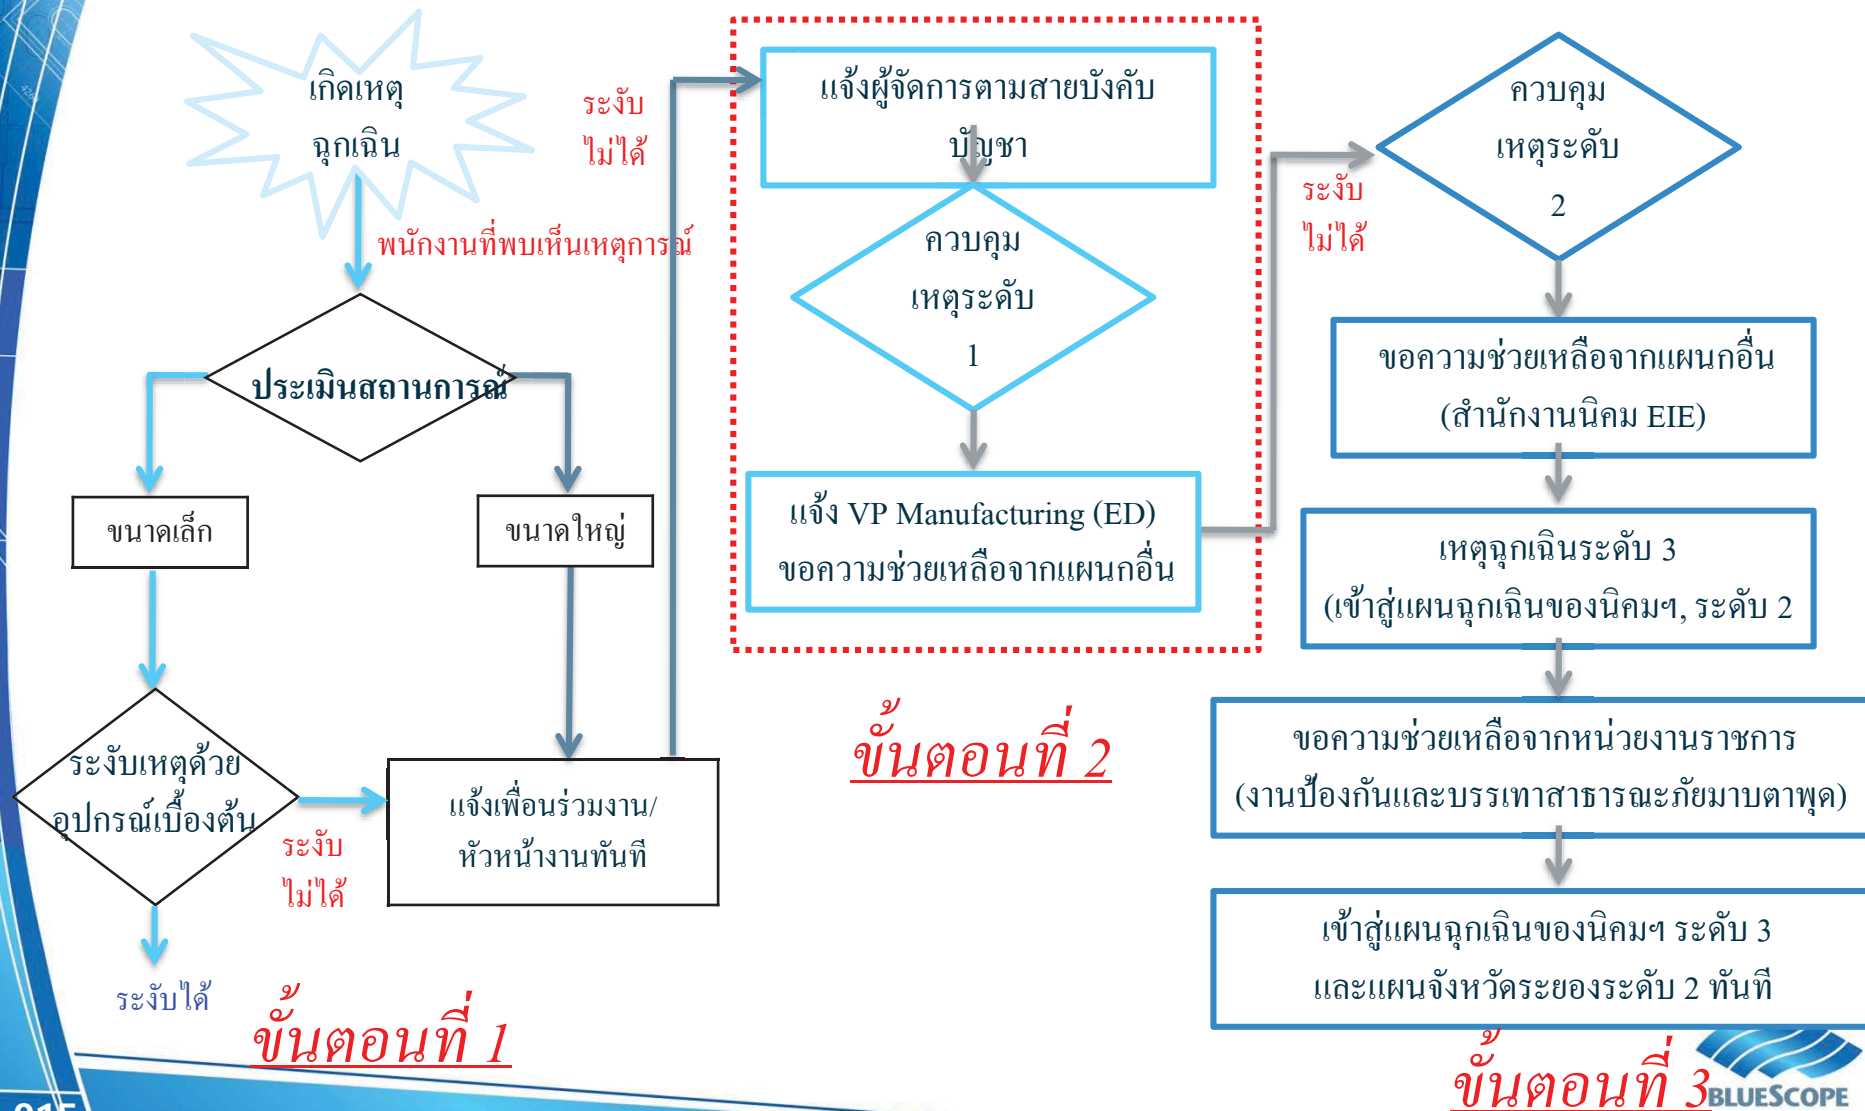 เกิดเหตุ
ฉุกเฉิน
พนักงานที่พบเห็นเหตุการณ์
ประเมินสถานการณ์
ขนาดเล็ก
ขนาดใหญ่
ระงับเหตุด้วย
อุปกรณ์เบื้องต้น
ระงับ
ไม่ได้
แจ้งเพื่อนร่วมงาน/
หัวหน้างานทันที
ระงับได้
ขั้นตอนที่ 1
ระงับ
ไม่ได้
แจ้งผู้จัดการตามสายบังคับ
บัญชา
ควบคุม
เหตุระดับ
1
แจ้ง VP Manufacturing (ED)
ขอความช่วยเหลือจากแผนกอื่น
ขั้นตอนที่ 2
ระงับ
ไม่ได้
ควบคุม
เหตุระดับ
2
ขอความช่วยเหลือจากแผนกอื่น
(สำนักงานนิคม EIE)
เหตุฉุกเฉินระดับ 3
(เข้าสู่แผนฉุกเฉินของนิคมฯ, ระดับ 2
ขอความช่วยเหลือจากหน่วยงานราชการ
(งานป้องกันและบรรเทาสาธารณะภัยมาบตาพุด)
เข้าสู่แผนฉุกเฉินของนิคมฯ ระดับ 3
และแผนจังหวัดระยองระดับ 2 ทันที
ขั้นตอนที่ 3
BLUESCOPE